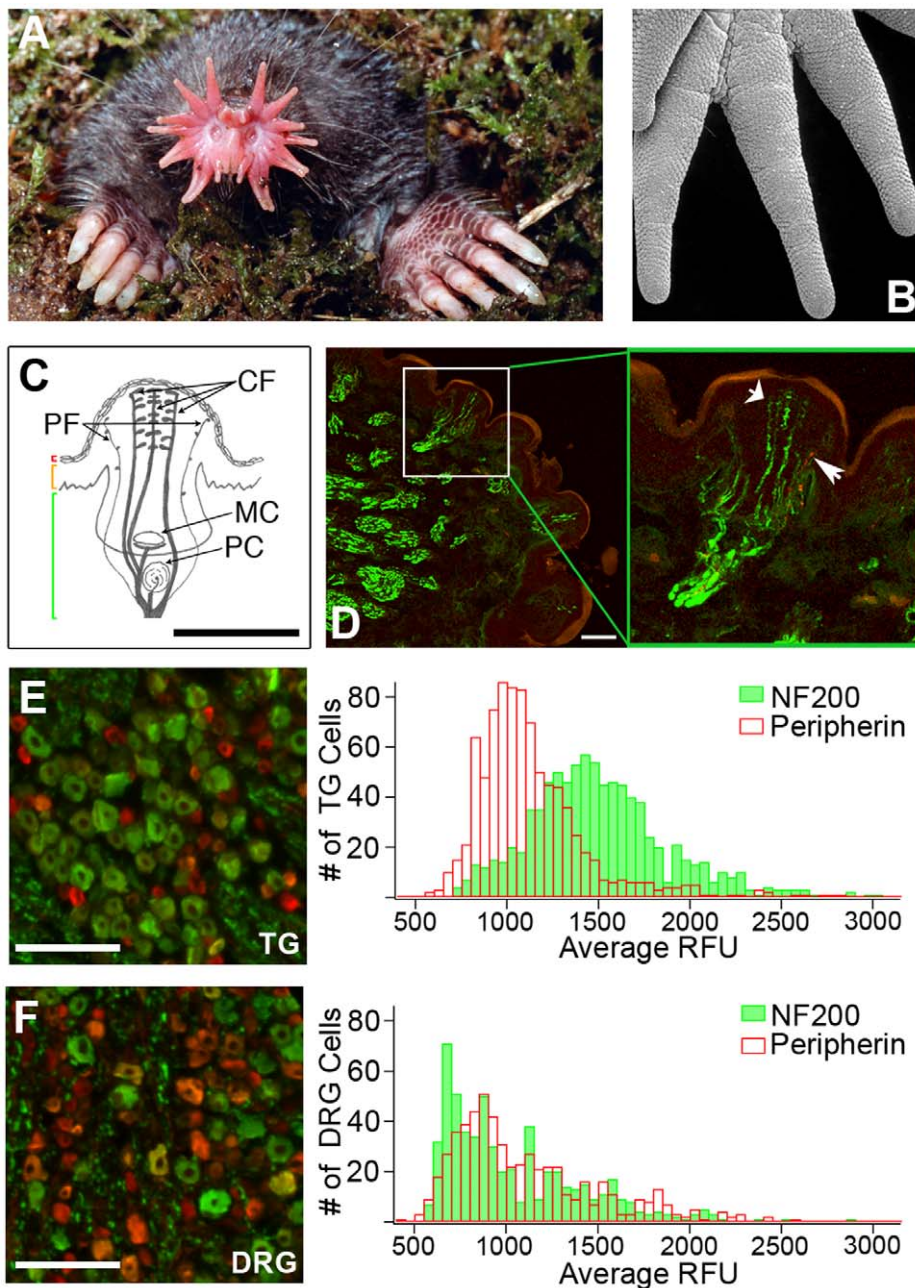 A
B
C
CF
PF
MC
PC
D
E
TG
80
60
40
20
# of TG Cells
NF200
Peripherin
500 1000 1500 2000 2500 3000
Average RFU
F
DRG
80
60
40
20
# of DRG Cells
NF200
Peripherin
500 1000 1500 2000 2500 3000
Average RFU